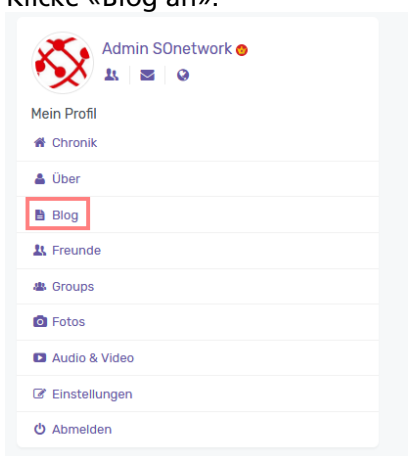 Klicke «Blog an».
Admin SOnetwork
Mein Profil
Chronik
Über
Blog
Freunde
Groups
Fotos
Audio & Video
Einstellungen
Abmelden